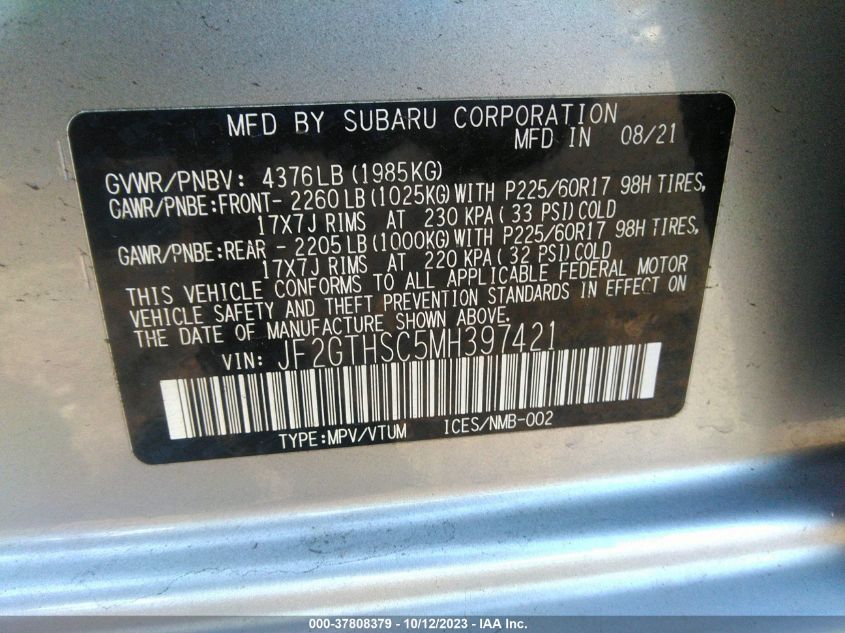 MFD BY SUBARU CORPORATION
MFD IN 08/21
GVWR/PNBV: 4376LB (1985KG)
GAWR/PNBE:FRONT- 2260LB (1025KG) WITH P225/60R17 98H TIRES,
17X7J RIMS AT 230 KPA (33 PSI) COLD
GAWR/PNBE:REAR - 2205LB (1000KG) WITH P225/60R17 98H TIRES,
17X7J RIMS AT 220 KPA (32 PSI) COLD
THIS VEHICLE CONFORMS TO ALL APPLICABLE FEDERAL MOTOR
VEHICLE SAFETY AND THEFT PREVENTION STANDARDS IN EFFECT ON
THE DATE OF MANUFACTURE SHOWN ABOVE.
VIN: JF2GTHSC5MH397421
TYPE:MPV/VTUM ICES/NMB-002
000-37808379 - 10/12/2023 - IAA Inc.